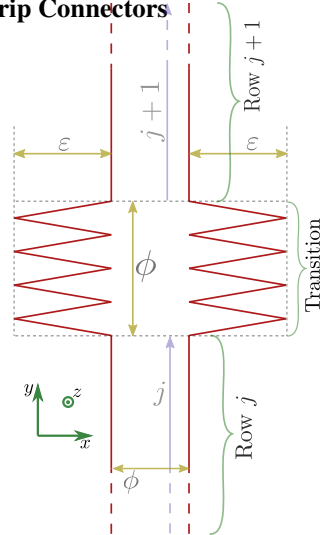 rip Connectors
j + 1
Row j + 1
ε
ε
ϕ
Transition
y
z
x
j
Row j
ϕ